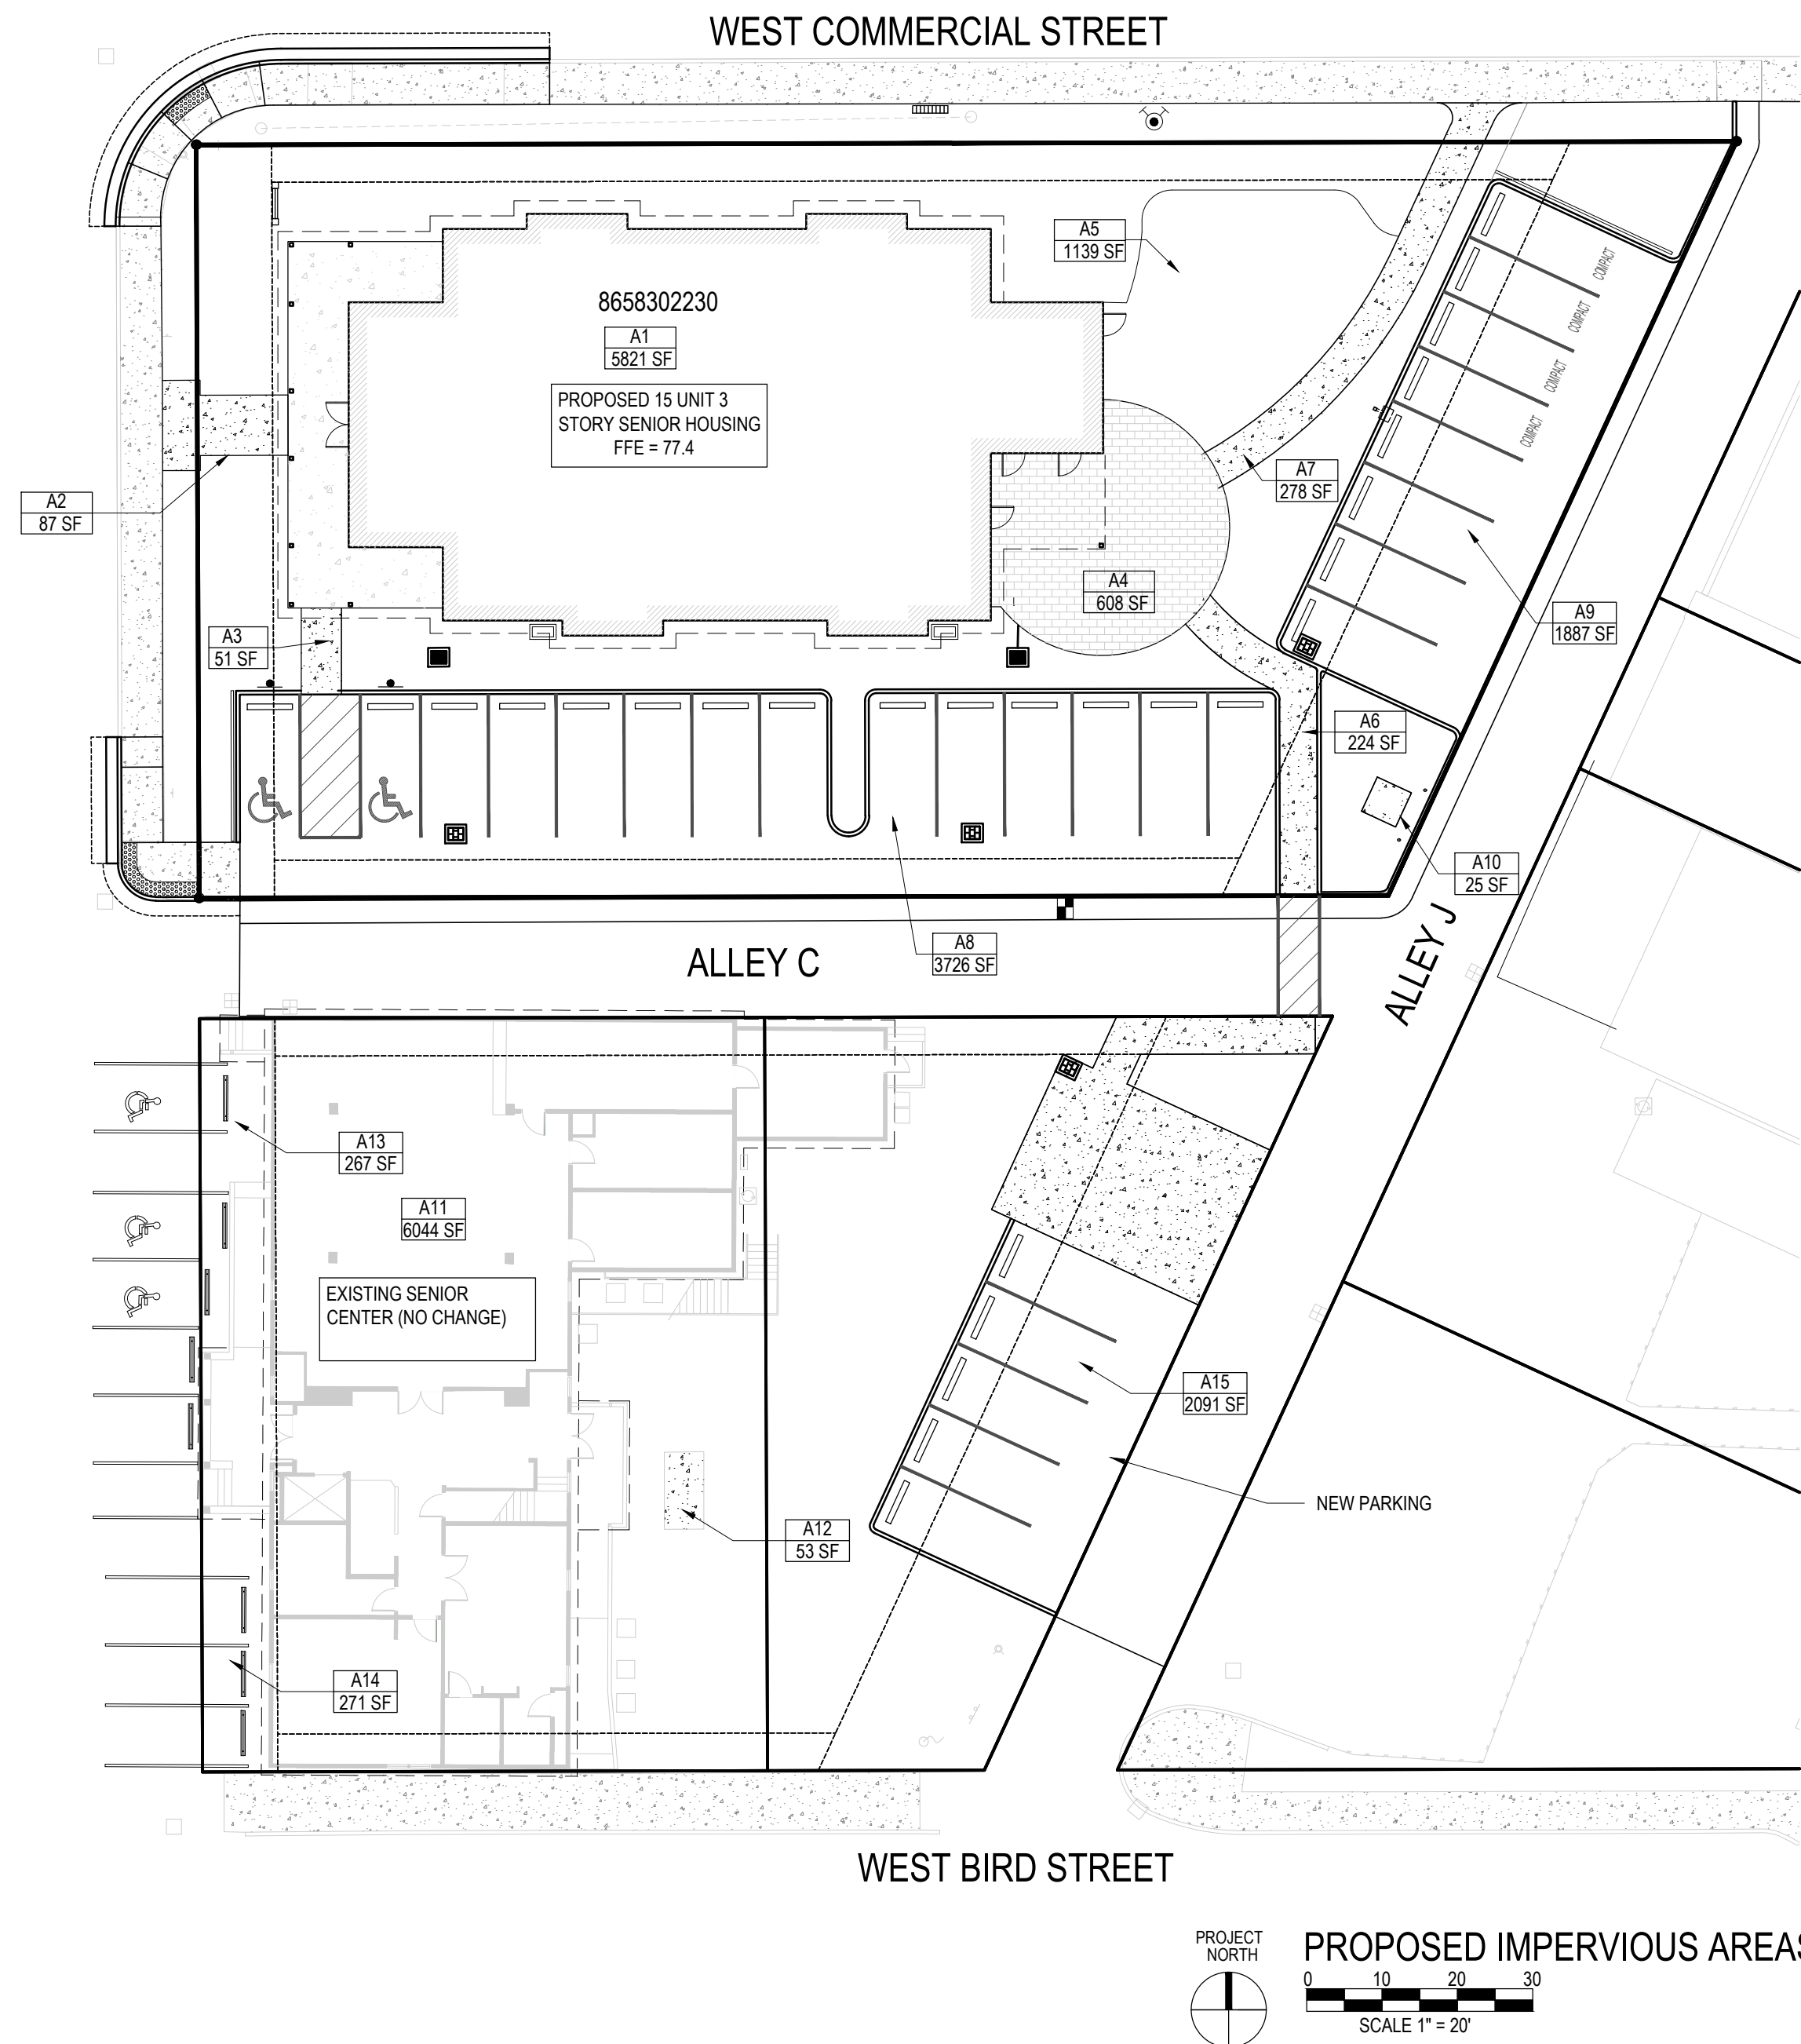 WEST COMMERCIAL STREET
A5
1139 SF
8658302230
A1
5821 SF
PROPOSED 15 UNIT 3
STORY SENIOR HOUSING
FFE = 77.4
COMPACT
COMPACT
COMPACT
COMPACT
A2
87 SF
A7
278 SF
A4
608 SF
A9
1887 SF
A3
51 SF
A6
224 SF
A10
25 SF
A8
3726 SF
ALLEY C
ALLEY J
A13
267 SF
A11
6044 SF
EXISTING SENIOR
CENTER (NO CHANGE)
A15
2091 SF
NEW PARKING
A12
53 SF
A14
271 SF
WEST BIRD STREET
PROJECT
NORTH
PROPOSED IMPERVIOUS AREAS
0 10 20 30
SCALE 1" = 20'